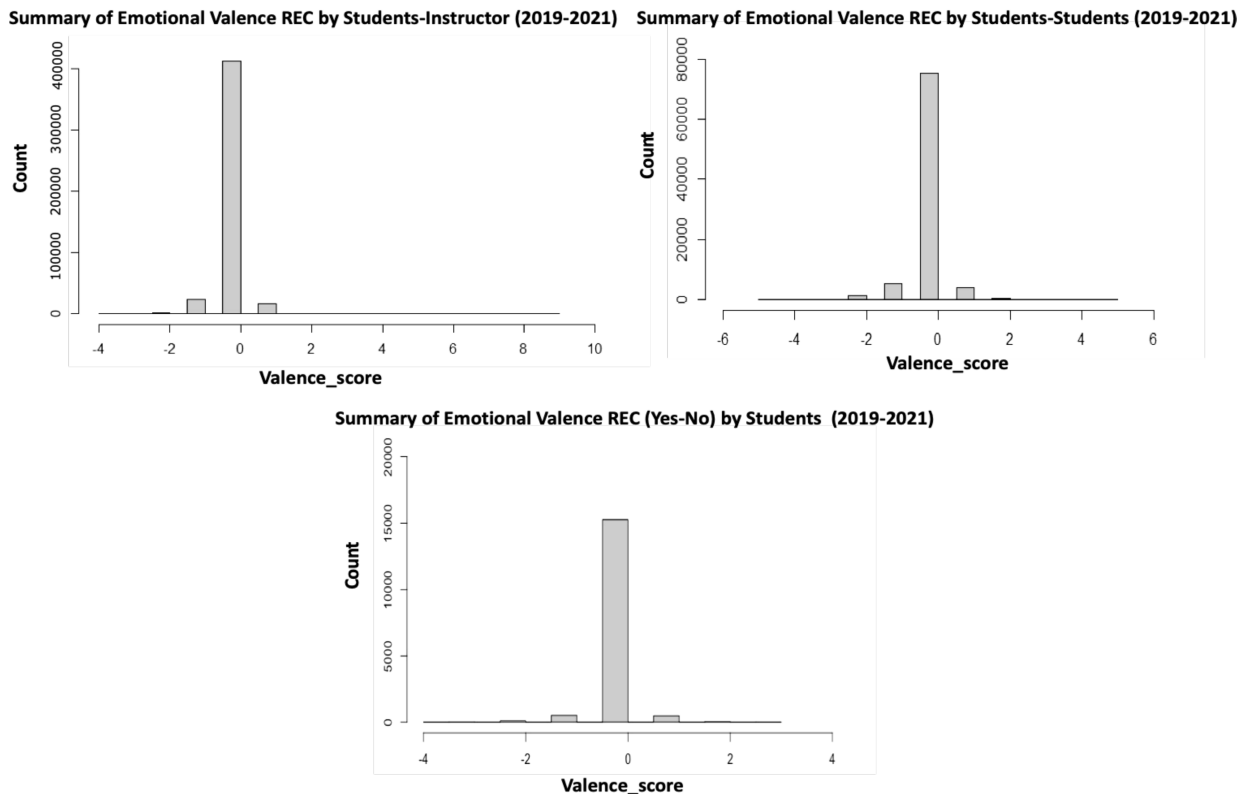 Summary of Emotional Valence REC by Students-Instructor (2019-2021)
Count
400000
300000
200000
100000
0
-4 -2 0 2 4 6 8 10
Valence_score
Summary of Emotional Valence REC by Students-Students (2019-2021)
Count
80000
60000
40000
20000
0
-6 -4 -2 0 2 4 6
Valence_score
Summary of Emotional Valence REC (Yes-No) by Students (2019-2021)
Count
20000
15000
10000
5000
0
-4 -2 0 2 4
Valence_score